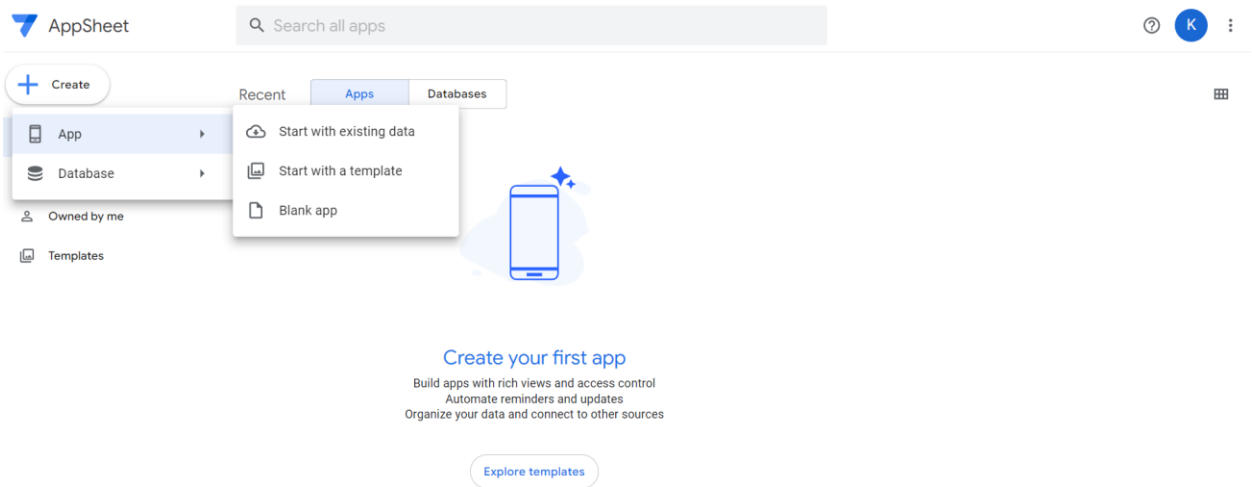 AppSheet
Search all apps
K
Create
Recent
Apps
Databases
App
Database
Start with existing data
Start with a template
Blank app
Owned by me
Templates
Create your first app
Build apps with rich views and access control
Automate reminders and updates
Organize your data and connect to other sources
Explore templates